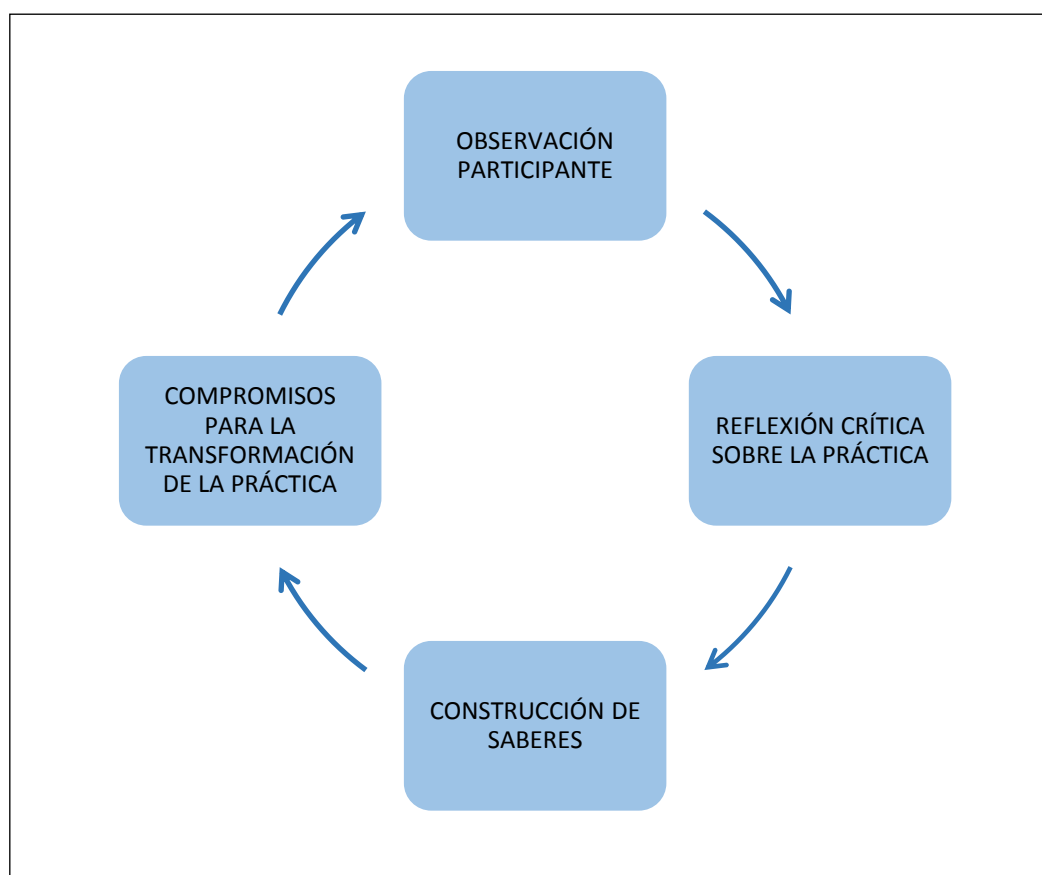 OBSERVACIÓN
PARTICIPANTE
REFLEXIÓN CRÍTICA
SOBRE LA PRÁCTICA
CONSTRUCCIÓN DE
SABERES
COMPROMISOS
PARA LA
TRANSFORMACIÓN
DE LA PRÁCTICA